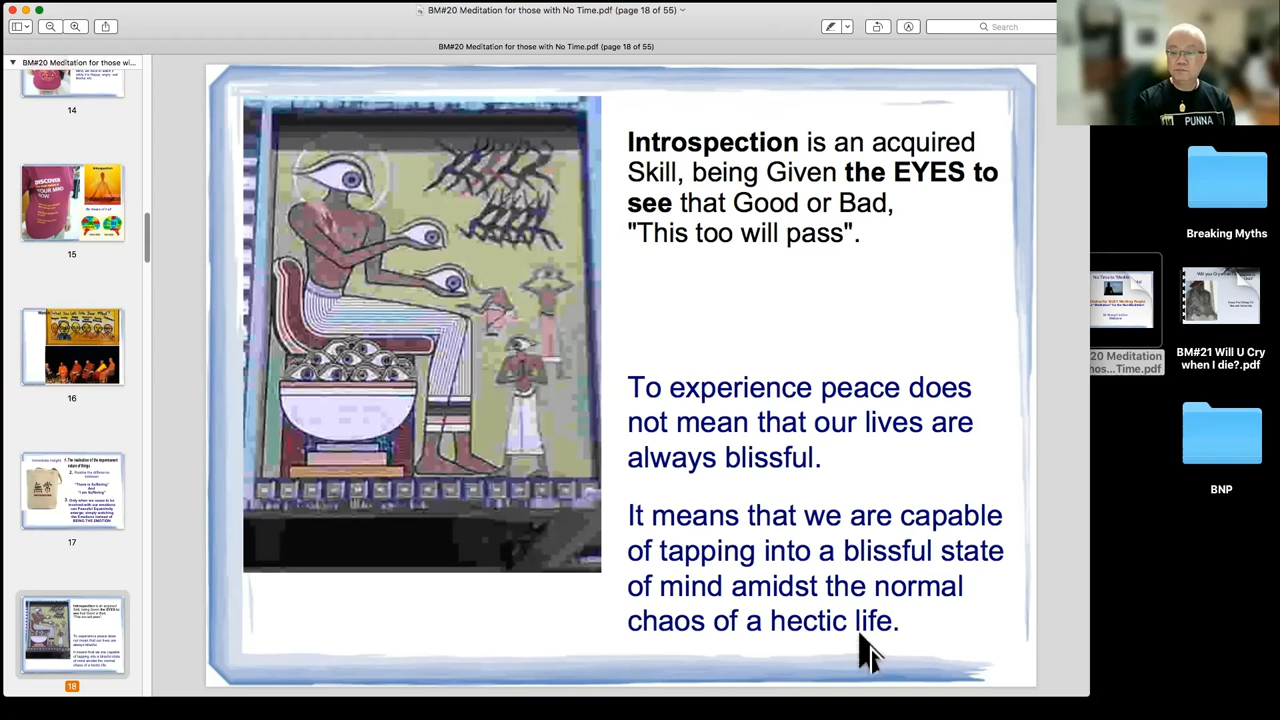 BM#20 Meditation for those with No Time.pdf (page 18 of 55)
Search
BM#20 Meditation for those with No Time.pdf (page 18 of 55)
BM#20 Meditation for those wi...
14
15
16
17
18
Introspection is an acquired
Skill, being Given the EYES to
see that Good or Bad,
"This too will pass".
To experience peace does
not mean that our lives are
always blissful.
It means that we are capable
of tapping into a blissful state
of mind amidst the normal
chaos of a hectic life.
PUNNA
Breaking Myths
20 Meditation
hos...Time.pdf
BM#21 Will U Cry
when I die?.pdf
BNP